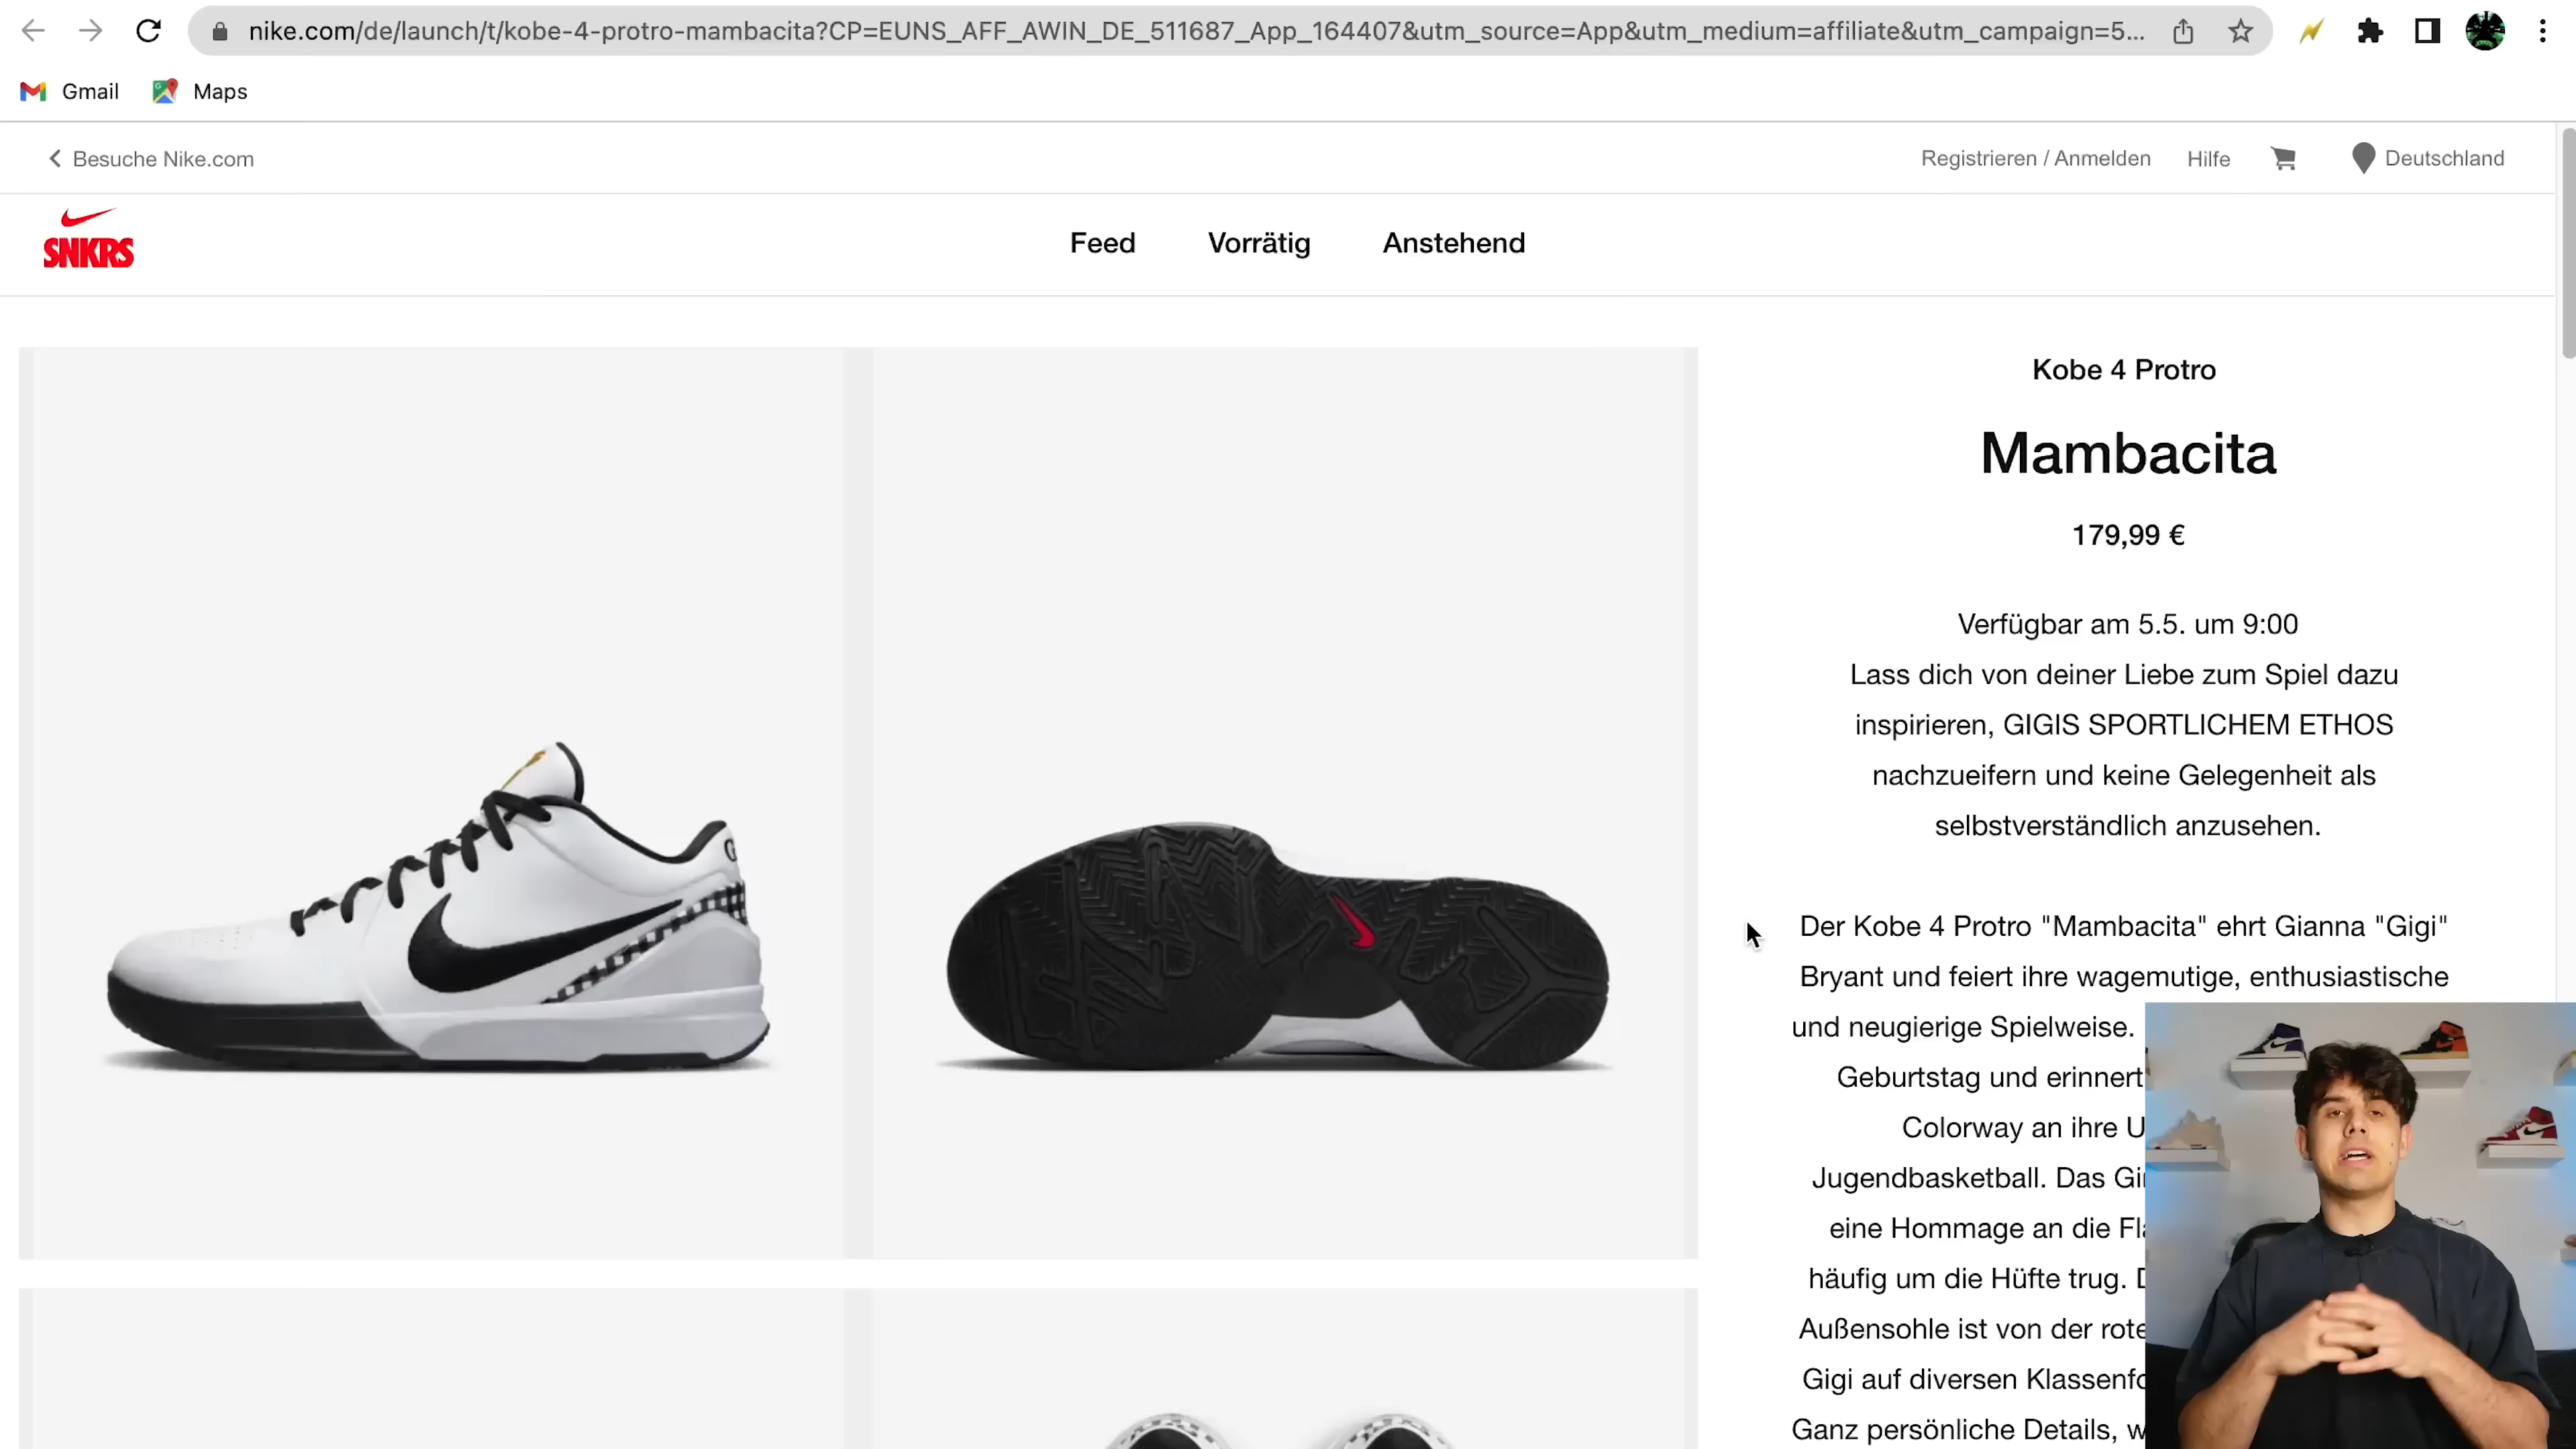 nike.com/de/launch/t/kobe-4-protro-mambacita?CP=EUNS_AFF_AWIN_DE_511687_App_164407&utm_source=App&utm_medium=affiliate&utm_campaign=5...
Gmail
Maps
Besuche Nike.com
Registrieren / Anmelden
Hilfe
Deutschland
SNKRS
Feed
Vorrätig
Anstehend
Kobe 4 Protro
Mambacita
179,99 €
Verfügbar am 5.5. um 9:00
Lass dich von deiner Liebe zum Spiel dazu
inspirieren, GIGIS SPORTLICHEM ETHOS
nachzueifern und keine Gelegenheit als
selbstverständlich anzusehen.
Der Kobe 4 Protro "Mambacita" ehrt Gianna "Gigi"
Bryant und feiert ihre wagemutige, enthusiastische
und neugierige Spielweise.
Geburtstag und erinnert
Colorway an ihre
Jugendbasketball. Das
eine Hommage an die
häufig um die Hüfte trug.
Außensohle ist von der
Gigi auf diversen
Ganz persönliche Details,